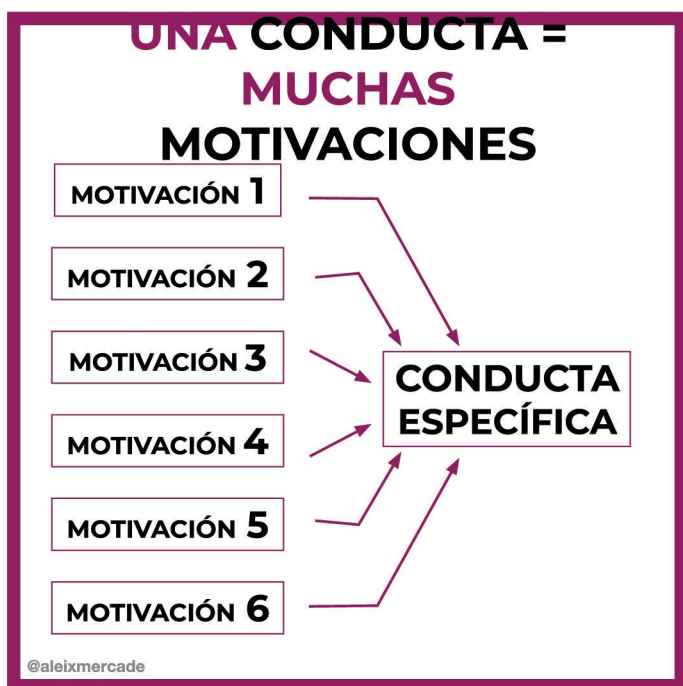 UNA CONDUCTA =
MUCHAS
MOTIVACIONES
MOTIVACIÓN 1
MOTIVACIÓN 2
MOTIVACIÓN 3
MOTIVACIÓN 4
MOTIVACIÓN 5
MOTIVACIÓN 6
CONDUCTA
ESPECÍFICA
@aleixmercade